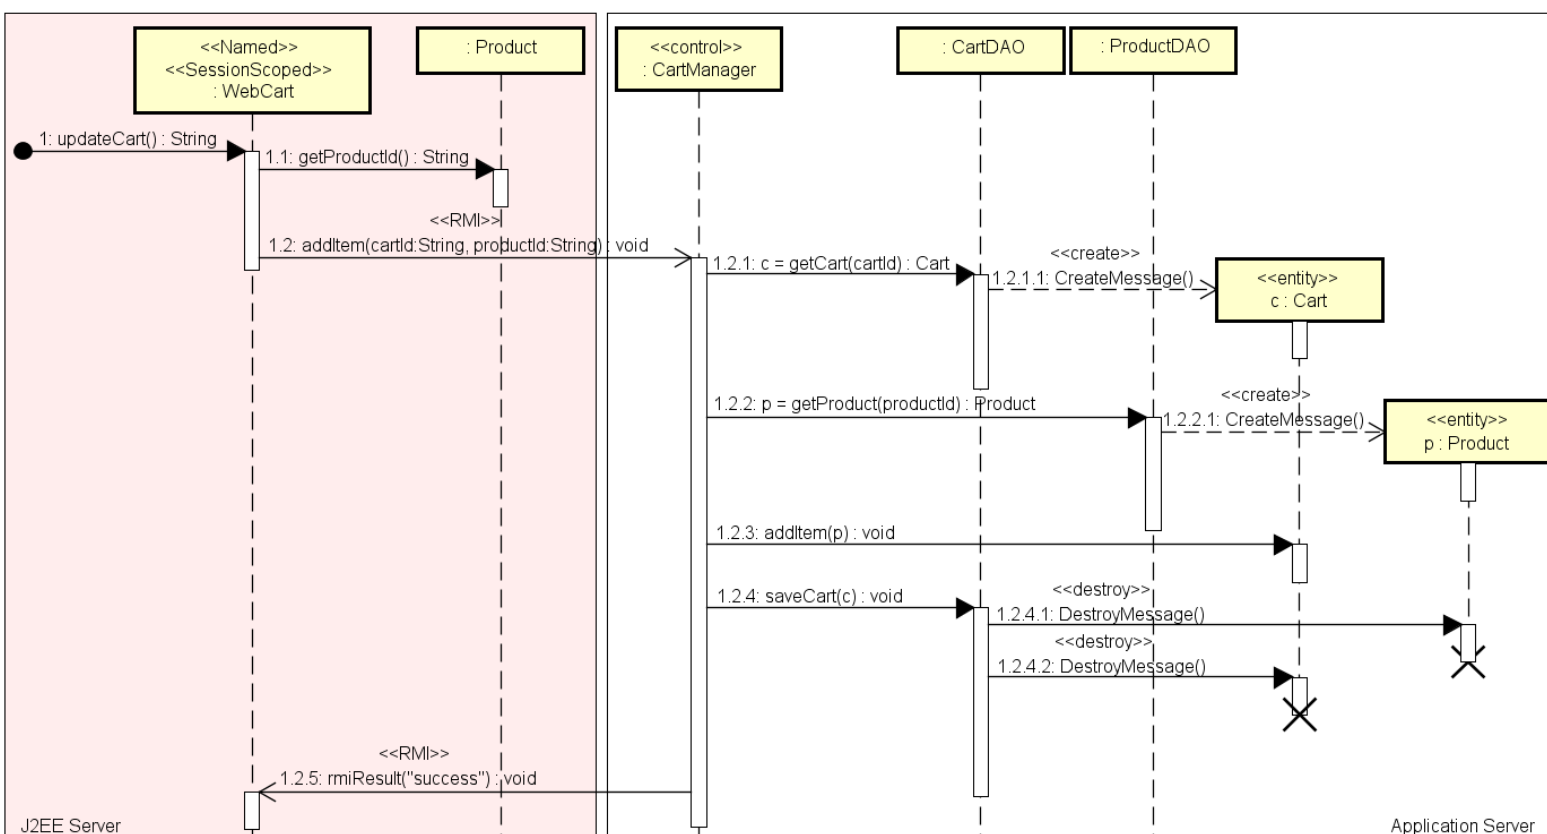 <<Named>>
<<SessionScoped>>
: WebCart
: Product
<<control>>
: CartManager
: CartDAO
: ProductDAO
1: updateCart() : String
1.1: getProductId() : String
<<RMI>>
1.2: addItem(cartId:String, productId:String) : void
1.2.1: c = getCart(cartId) : Cart
<<create>>
1.2.1.1: CreateMessage()
<<entity>>
c : Cart
1.2.2: p = getProduct(productId) : Product
<<create>>
1.2.2.1: CreateMessage()
<<entity>>
p : Product
1.2.3: addItem(p) : void
1.2.4: saveCart(c) : void
<<destroy>>
1.2.4.1: DestroyMessage()
<<destroy>>
1.2.4.2: DestroyMessage()
<<RMI>>
1.2.5: rmiResult("success") : void
J2EE Server
Application Server